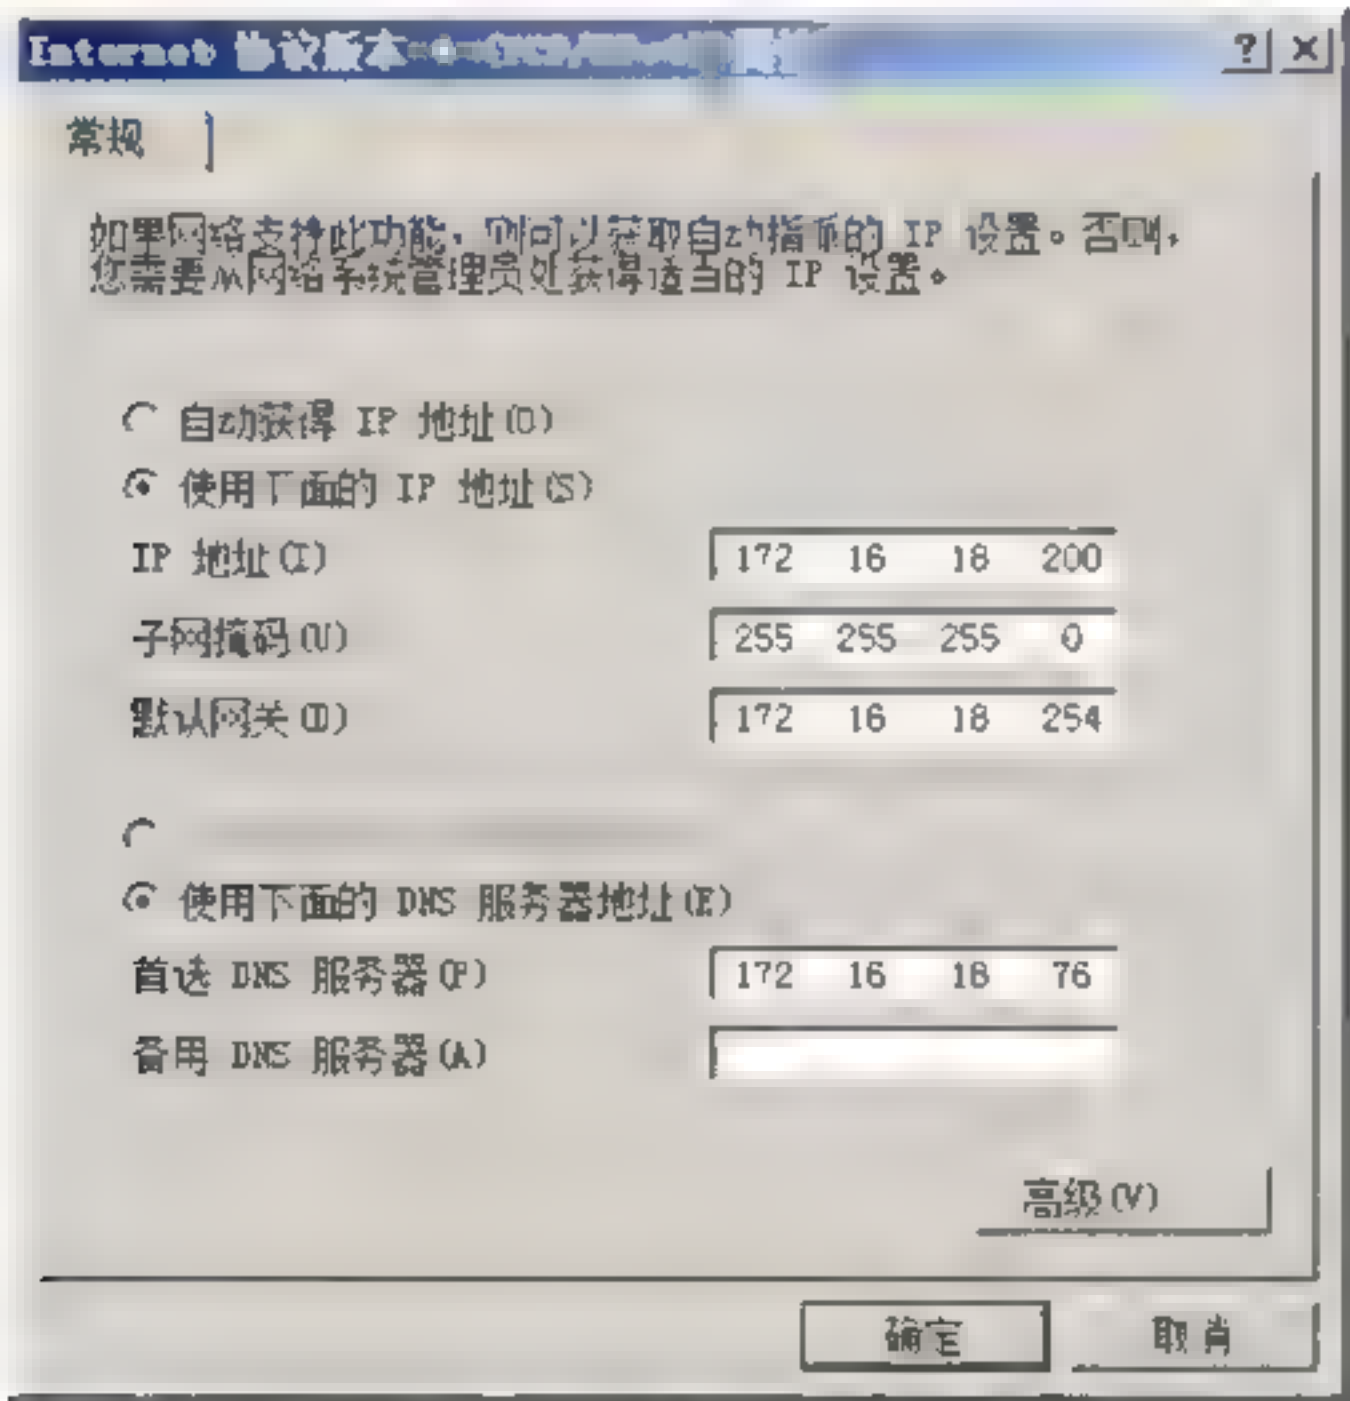 Internet 协议版本
常规
如果网络支持此功能，则可以获取自动指派的 IP 设置。否则，
您需要从网络系统管理员处获得适当的 IP 设置。
自动获得 IP 地址(O)
使用下面的 IP 地址(S)
IP 地址(I) 172 16 18 200
子网掩码(U) 255 255 255 0
默认网关(D) 172 16 18 254
使用下面的 DNS 服务器地址(E)
首选 DNS 服务器(P) 172 16 18 76
备用 DNS 服务器(A)
高级(V)
确定 取消